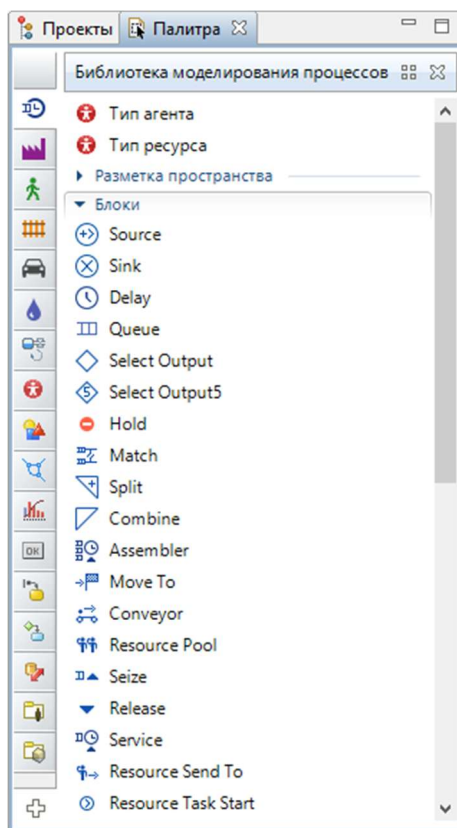 Проекты Палитра
Библиотека моделирования процессов
Тип агента
Тип ресурса
Разметка пространства
Блоки
Source
Sink
Delay
Queue
Select Output
Select Output5
Hold
Match
Split
Combine
Assembler
Move To
Conveyor
Resource Pool
Seize
Release
Service
Resource Send To
Resource Task Start
OK